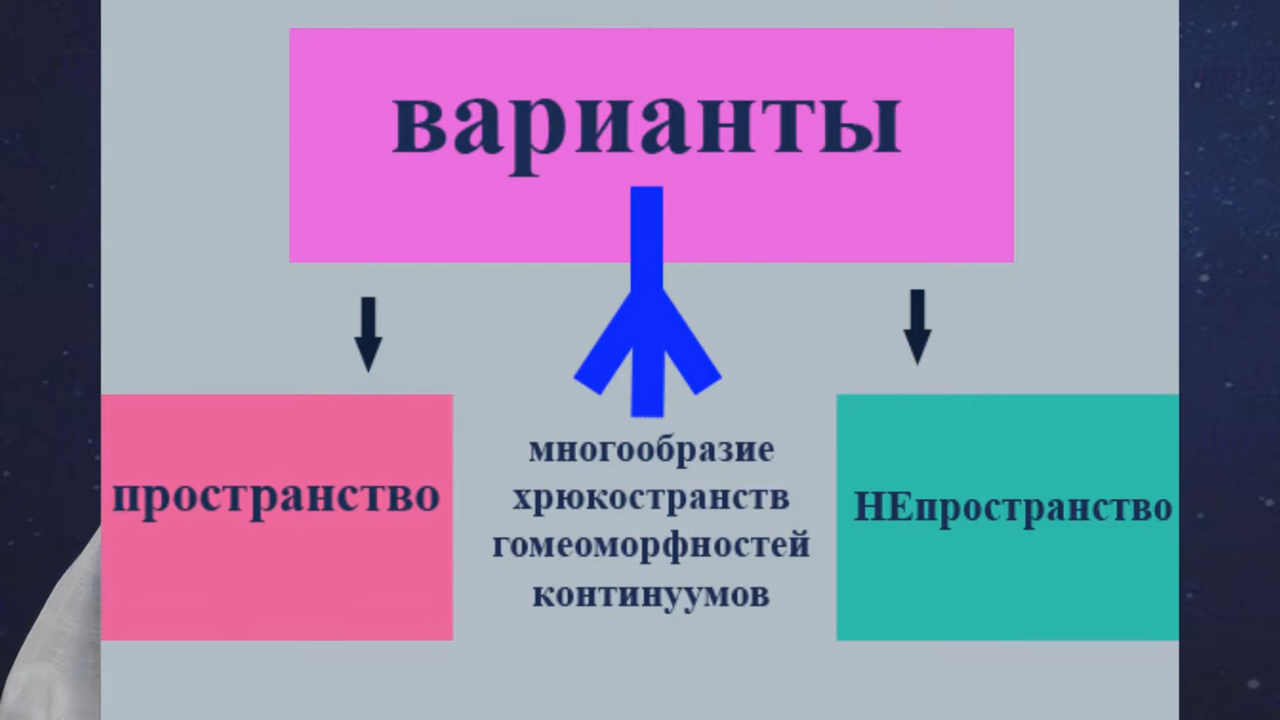 варианты
пространство
многообразие
хрюкостранств
гомеоморфностей
континуумов
НЕпространство